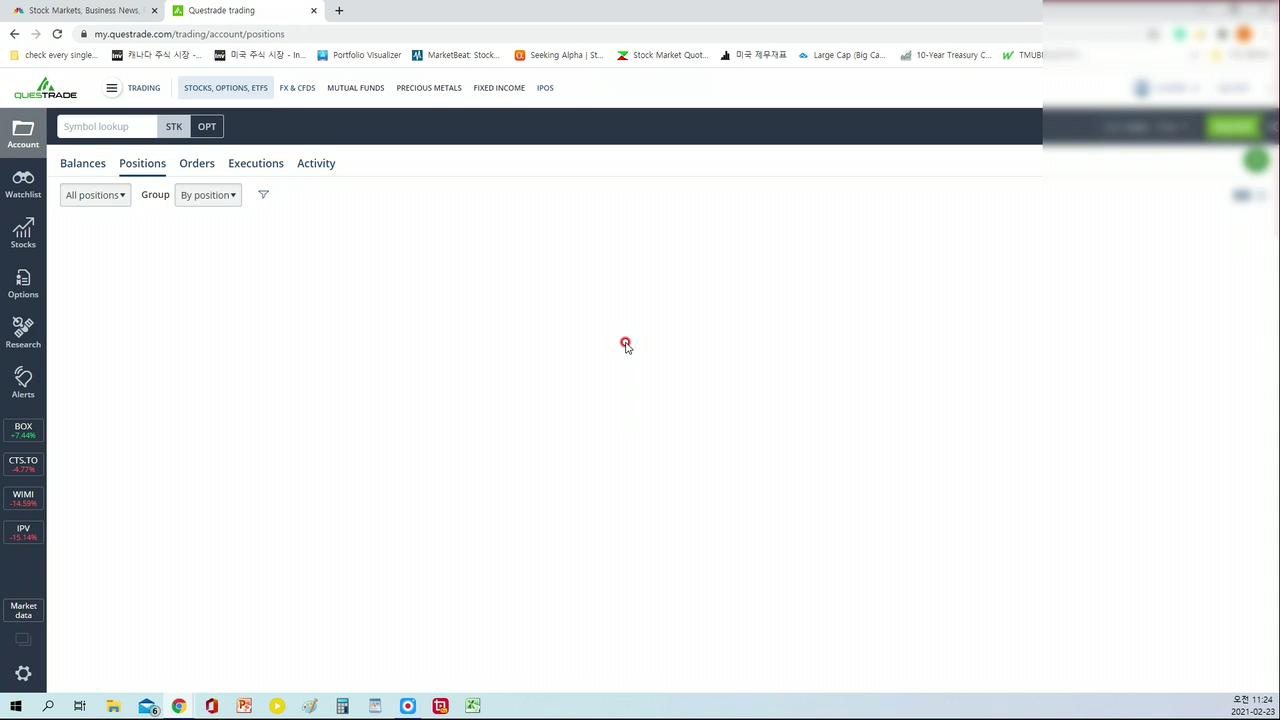 Stock Markets, Business News,
Questrade trading
my.questrade.com/trading/account/positions
check every single...
캐나다 주식 시장 -...
미국 주식 시장 - In...
Portfolio Visualizer
MarketBeat: Stock...
Seeking Alpha | St...
Stock Market Quot...
미국 재무재표
Large Cap (Big Ca...
10-Year Treasury C...
TMUB
QUESTRADE
TRADING
STOCKS, OPTIONS, ETFS
FX & CFDS
MUTUAL FUNDS
PRECIOUS METALS
FIXED INCOME
IPOS
Symbol lookup
STK
OPT
Account
Balances
Positions
Orders
Executions
Activity
All positions
Group
By position
Watchlist
Stocks
Options
Research
Alerts
BOX
+7.44%
CTS.TO
-4.77%
WIMI
-14.59%
IPV
-15.14%
Market
data
6
오전 11:24
2021-02-23